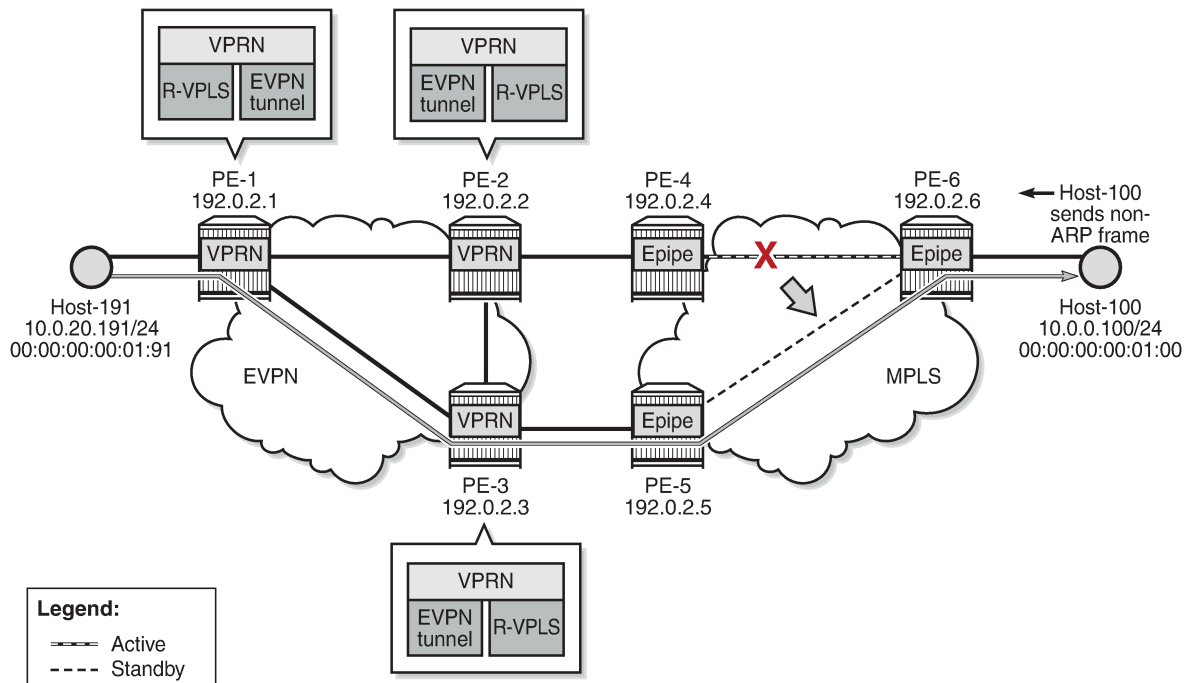 VPRN
R-VPLS
EVPN
tunnel
VPRN
EVPN
tunnel
R-VPLS
PE-1
192.0.2.1
PE-2
192.0.2.2
PE-4
192.0.2.4
PE-6
192.0.2.6
Host-100
sends non-
ARP frame
VPRN
VPRN
Epipe
X
Epipe
Host-191
10.0.20.191/24
00:00:00:00:01:91
Host-100
10.0.0.100/24
00:00:00:00:01:00
EVPN
MPLS
VPRN
Epipe
PE-3
192.0.2.3
PE-5
192.0.2.5
VPRN
EVPN
tunnel
R-VPLS
Legend:
Active
Standby